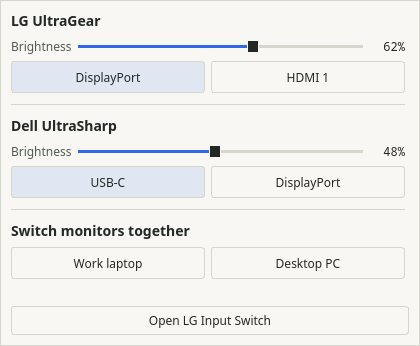 LG UltraGear
Brightness 62%
DisplayPort HDMI 1
Dell UltraSharp
Brightness 48%
USB-C DisplayPort
Switch monitors together
Work laptop Desktop PC
Open LG Input Switch